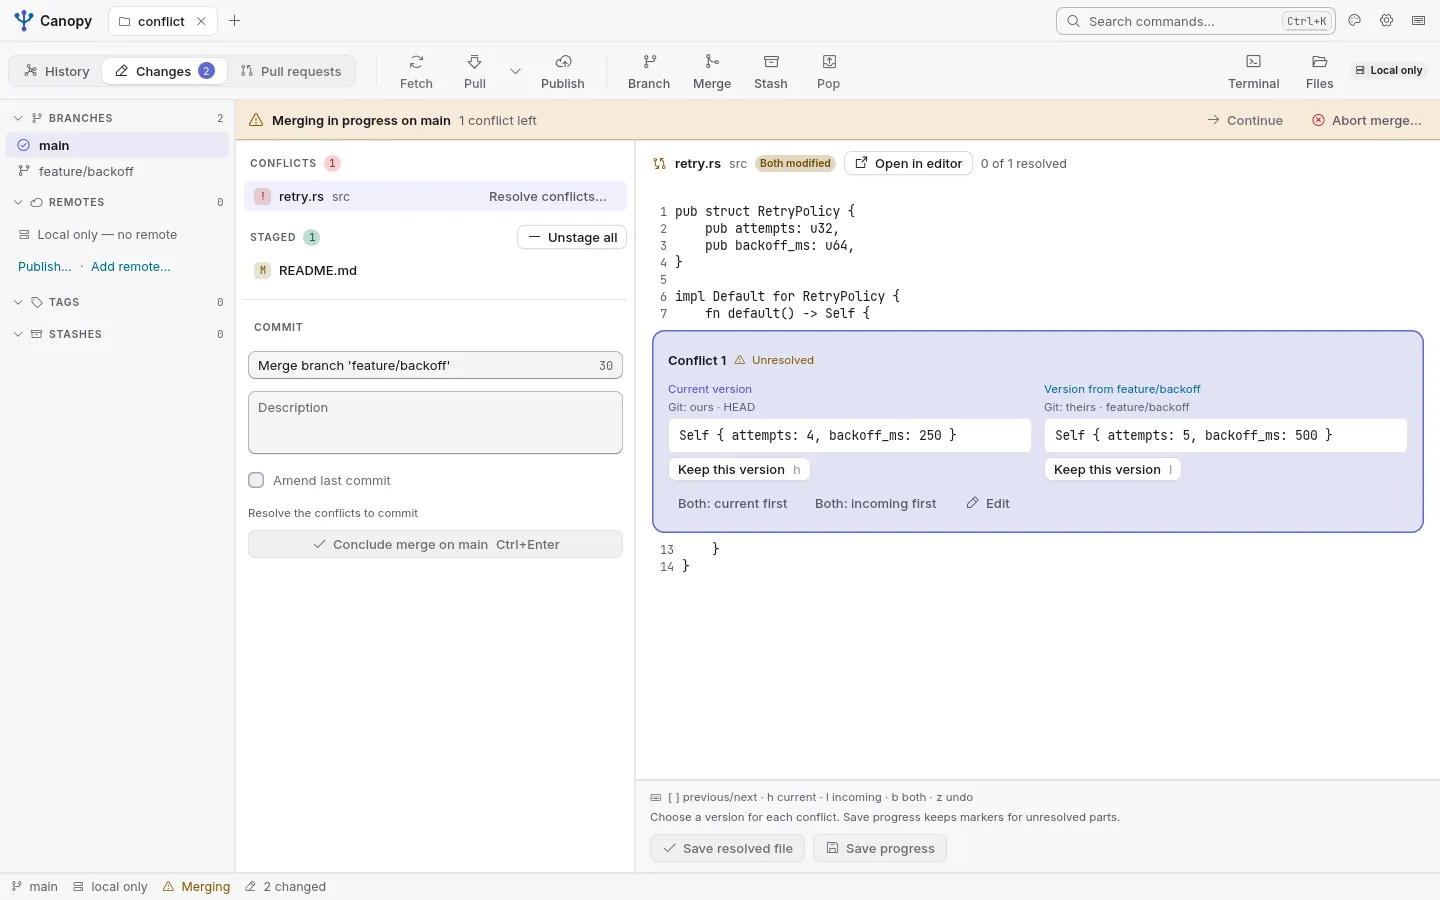 Canopy
conflict
Search commands...
Ctrl+K
History
Changes 2
Pull requests
Fetch
Pull
Publish
Branch
Merge
Stash
Pop
Terminal
Files
Local only
BRANCHES 2
main
feature/backoff
REMOTES 0
Local only — no remote
Publish... · Add remote...
TAGS 0
STASHES 0
Merging in progress on main 1 conflict left
Continue
Abort merge...
CONFLICTS 1
! retry.rs src Resolve conflicts...
STAGED 1
Unstage all
M README.md
COMMIT
Merge branch 'feature/backoff' 30
Description
Amend last commit
Resolve the conflicts to commit
Conclude merge on main Ctrl+Enter
retry.rs src Both modified Open in editor 0 of 1 resolved
1 pub struct RetryPolicy {
2 pub attempts: u32,
3 pub backoff_ms: u64,
4 }
5
6 impl Default for RetryPolicy {
7 fn default() -> Self {
Conflict 1 Unresolved
Current version
Git: ours · HEAD
Self { attempts: 4, backoff_ms: 250 }
Keep this version h
Version from feature/backoff
Git: theirs · feature/backoff
Self { attempts: 5, backoff_ms: 500 }
Keep this version l
Both: current first
Both: incoming first
Edit
13 }
14 }
[ ] previous/next · h current · l incoming · b both · z undo
Choose a version for each conflict. Save progress keeps markers for unresolved parts.
Save resolved file
Save progress
main
local only
Merging
2 changed